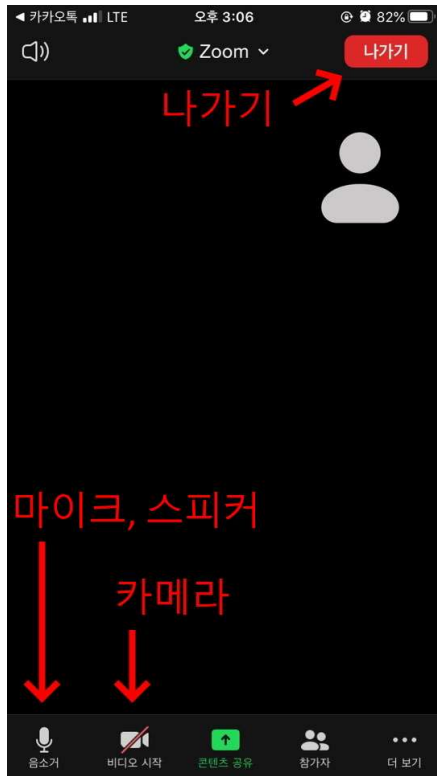 ◀ 카카오톡 LTE 오후 3:06 82%
Zoom 나가기
나가기
마이크, 스피커
카메라
음소거 비디오 시작 콘텐츠 공유 참가자 더 보기